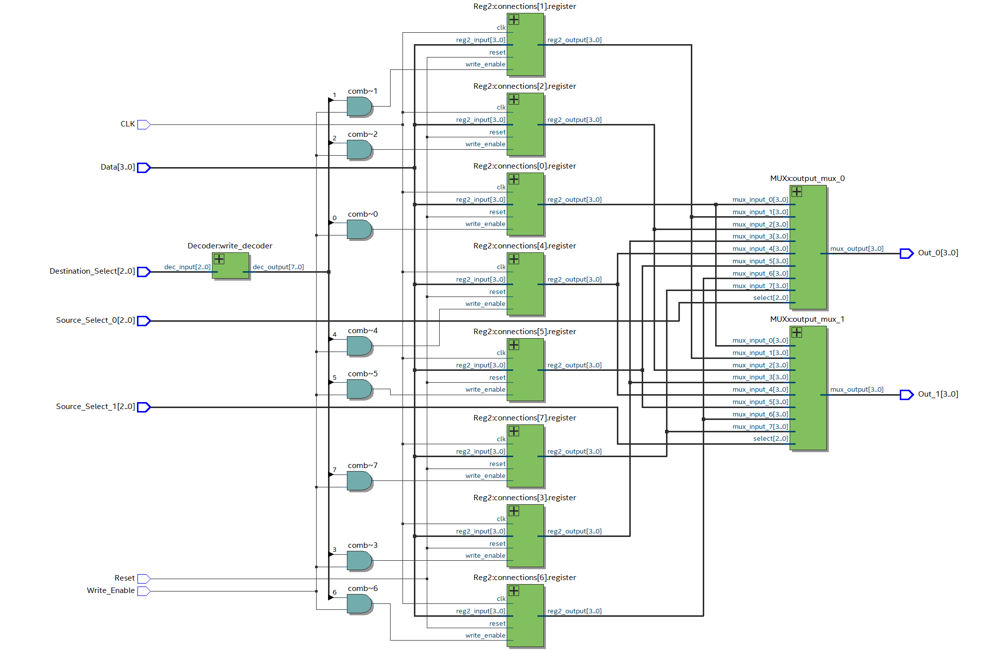 Reg2:connections[1].register
clk
reg2_input[3..0]
reg2_output[3..0]
reset
write_enable
Reg2:connections[2].register
comb~1
1
clk
reg2_input[3..0]
reg2_output[3..0]
CLK
reset
comb~2
2
write_enable
Data[3..0]
Reg2:connections[0].register
MUXx:output_mux_0
clk
reg2_input[3..0]
reg2_output[3..0]
mux_input_0[3..0]
reset
mux_input_1[3..0]
comb~0
0
write_enable
mux_input_2[3..0]
mux_input_3[3..0]
Decoder:write_decoder
Reg2:connections[4].register
mux_input_4[3..0]
mux_output[3..0]
Out_0[3..0]
mux_input_5[3..0]
Destination_Select[2..0]
dec_input[2..0]
dec_output[7..0]
clk
mux_input_6[3..0]
reg2_input[3..0]
reg2_output[3..0]
mux_input_7[3..0]
reset
select[2..0]
write_enable
Source_Select_0[2..0]
MUXx:output_mux_1
comb~4
4
Reg2:connections[5].register
mux_input_0[3..0]
clk
mux_input_1[3..0]
reg2_input[3..0]
reg2_output[3..0]
mux_input_2[3..0]
comb~5
5
reset
mux_input_3[3..0]
write_enable
mux_input_4[3..0]
mux_output[3..0]
Out_1[3..0]
mux_input_5[3..0]
Source_Select_1[2..0]
mux_input_6[3..0]
Reg2:connections[7].register
mux_input_7[3..0]
clk
select[2..0]
reg2_input[3..0]
reg2_output[3..0]
comb~7
7
reset
write_enable
Reg2:connections[3].register
clk
reg2_input[3..0]
reg2_output[3..0]
comb~3
3
reset
write_enable
Reset
Reg2:connections[6].register
Write_Enable
comb~6
6
clk
reg2_input[3..0]
reg2_output[3..0]
reset
write_enable